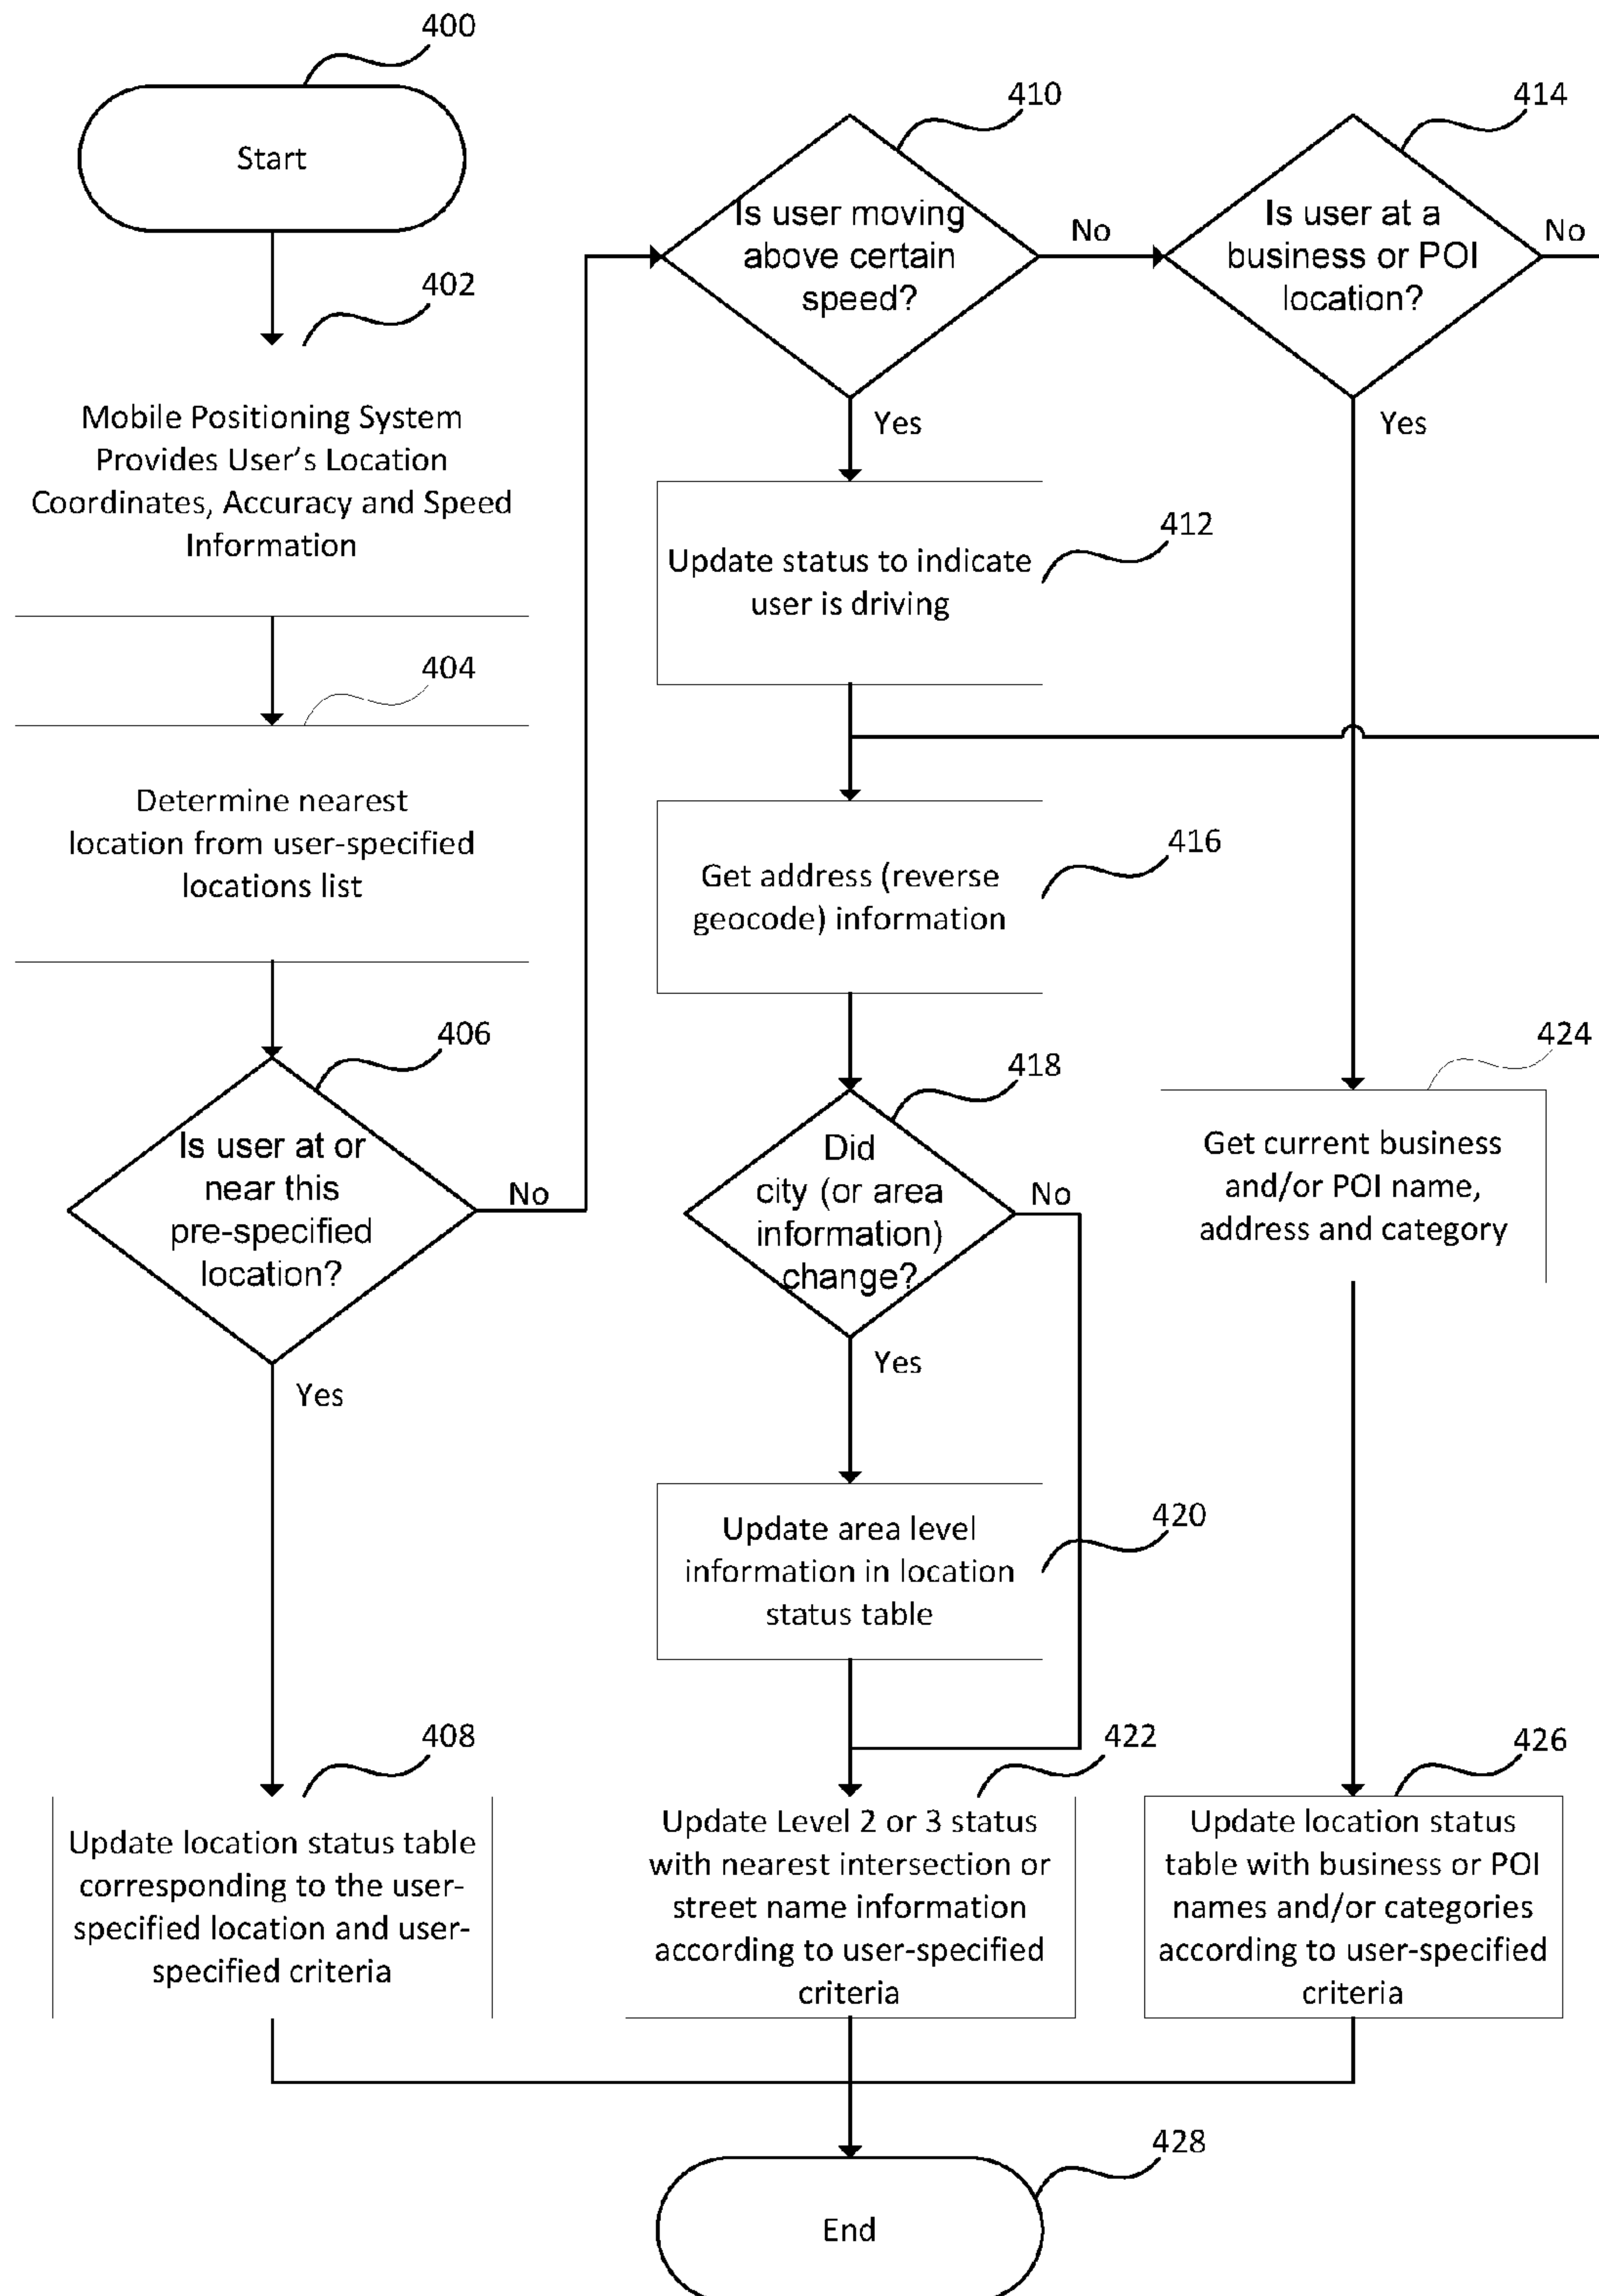 400
Start
402
Mobile Positioning System
Provides User's Location
Coordinates, Accuracy and Speed
Information
404
Determine nearest
location from user-specified
locations list
406
Is user at or
near this
pre-specified
location?
No
Yes
408
Update location status table
corresponding to the user-
specified location and user-
specified criteria
410
Is user moving
above certain
speed?
No
Yes
412
Update status to indicate
user is driving
416
Get address (reverse
geocode) information
418
Did
city (or area
information)
change?
No
Yes
420
Update area level
information in location
status table
422
Update Level 2 or 3 status
with nearest intersection or
street name information
according to user-specified
criteria
414
Is user at a
business or POI
location?
No
Yes
424
Get current business
and/or POI name,
address and category
426
Update location status
table with business or POI
names and/or categories
according to user-specified
criteria
428
End